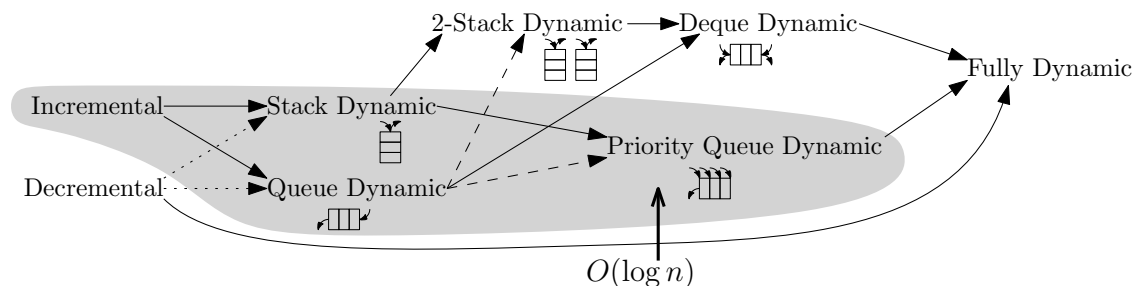 2-Stack Dynamic
Deque Dynamic
Fully Dynamic
Incremental
Stack Dynamic
Priority Queue Dynamic
Decremental
Queue Dynamic
O(log n)